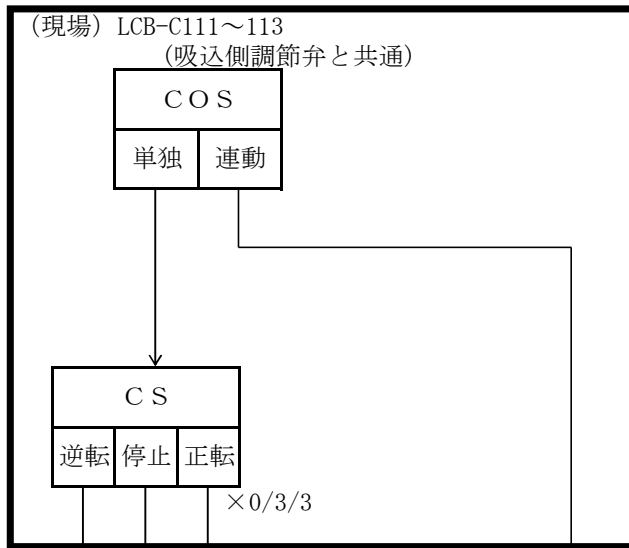 (現場) LCB-C111～113
(吸込側調節弁と共通)
ＣＯＳ
単独 連動
ＣＳ
逆転 停止 正転
×0/3/3